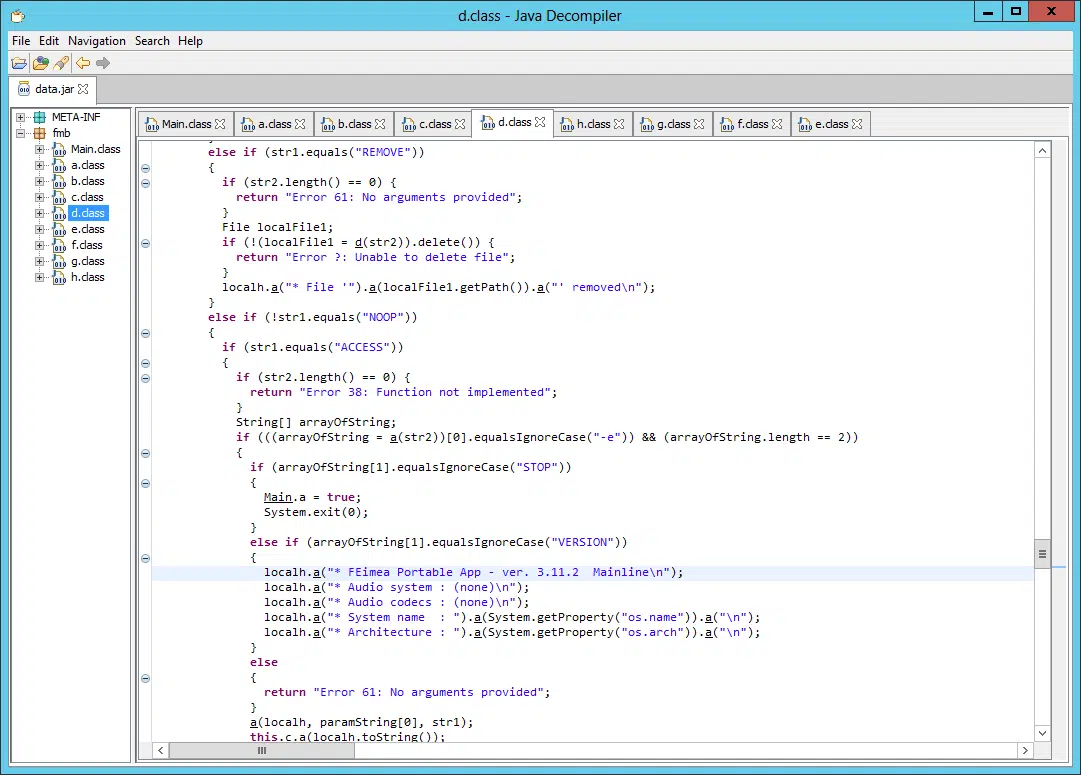 d.class - Java Decompiler
File Edit Navigation Search Help
data.jar
META-INF
fmb
Main.class
a.class
b.class
c.class
d.class
e.class
f.class
g.class
h.class
Main.class a.class b.class c.class d.class h.class g.class f.class e.class
}
else if (str1.equals("REMOVE"))
{
if (str2.length() == 0) {
return "Error 61: No arguments provided";
}
File localFile1;
if (!(localFile1 = d(str2)).delete()) {
return "Error ?: Unable to delete file";
}
localh.a("* File '").a(localFile1.getPath()).a("' removed\n");
}
else if (!str1.equals("NOOP"))
{
if (str1.equals("ACCESS"))
{
if (str2.length() == 0) {
return "Error 38: Function not implemented";
}
String[] arrayOfString;
if (((arrayOfString = a(str2))[0].equalsIgnoreCase("-e")) && (arrayOfString.length == 2))
{
if (arrayOfString[1].equalsIgnoreCase("STOP"))
{
Main.a = true;
System.exit(0);
}
else if (arrayOfString[1].equalsIgnoreCase("VERSION"))
{
localh.a("* FEimea Portable App - ver. 3.11.2  Mainline\n");
localh.a("* Audio system : (none)\n");
localh.a("* Audio codecs : (none)\n");
localh.a("* System name  : ").a(System.getProperty("os.name")).a("\n");
localh.a("* Architecture : ").a(System.getProperty("os.arch")).a("\n");
}
else
{
return "Error 61: No arguments provided";
}
a(localh, paramString[0], str1);
this.c.a(localh.toString());